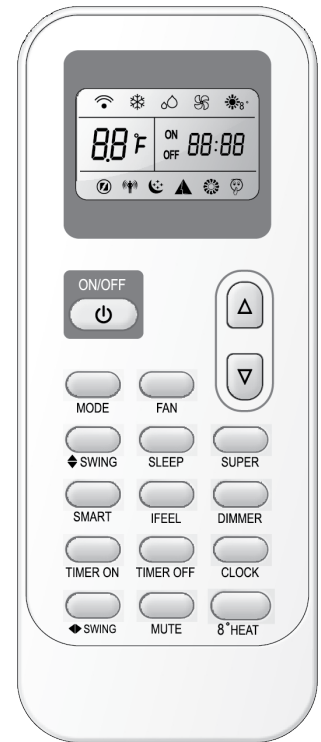 8°
88°F ON 88:88
OFF
ON/OFF
MODE FAN
SWING SLEEP SUPER
SMART IFEEL DIMMER
TIMER ON TIMER OFF CLOCK
SWING MUTE 8°HEAT